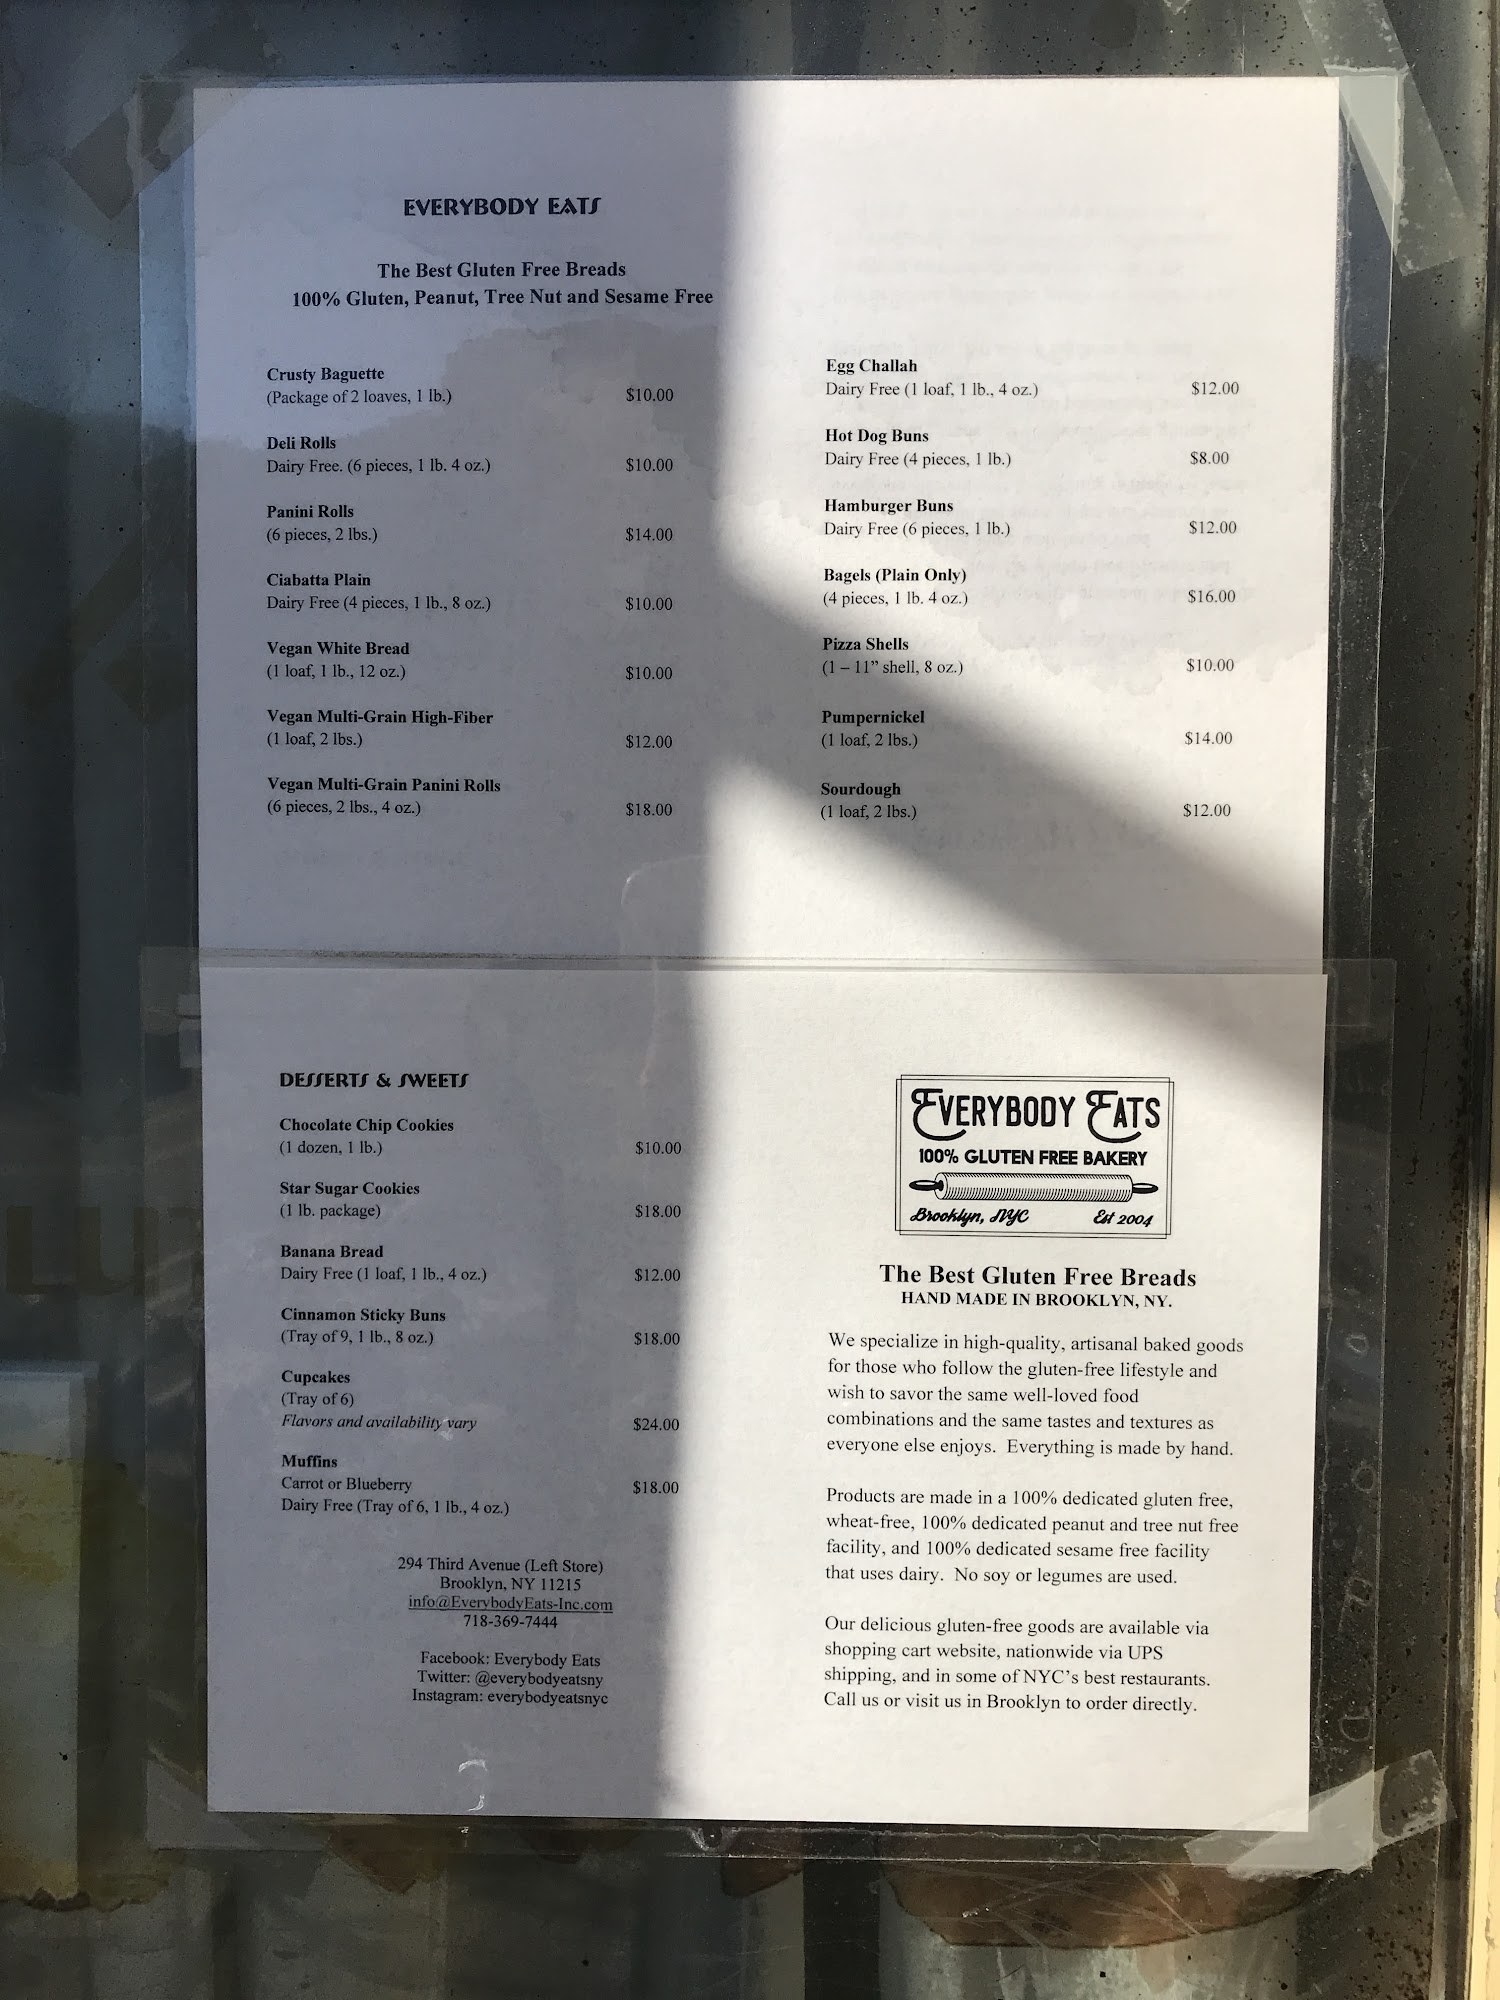 EVERYBODY EATS
The Best Gluten Free Breads
100% Gluten, Peanut, Tree Nut and Sesame Free
Crusty Baguette
(Package of 2 loaves, 1 lb.) $10.00
Deli Rolls
Dairy Free. (6 pieces, 1 lb. 4 oz.) $10.00
Panini Rolls
(6 pieces, 2 lbs.) $14.00
Ciabatta Plain
Dairy Free (4 pieces, 1 lb., 8 oz.) $10.00
Vegan White Bread
(1 loaf, 1 lb., 12 oz.) $10.00
Vegan Multi-Grain High-Fiber
(1 loaf, 2 lbs.) $12.00
Vegan Multi-Grain Panini Rolls
(6 pieces, 2 lbs., 4 oz.) $18.00
Egg Challah
Dairy Free (1 loaf, 1 lb., 4 oz.) $12.00
Hot Dog Buns
Dairy Free (4 pieces, 1 lb.) $8.00
Hamburger Buns
Dairy Free (6 pieces, 1 lb.) $12.00
Bagels (Plain Only)
(4 pieces, 1 lb. 4 oz.) $16.00
Pizza Shells
(1 – 11” shell, 8 oz.) $10.00
Pumpernickel
(1 loaf, 2 lbs.) $14.00
Sourdough
(1 loaf, 2 lbs.) $12.00
DESSERTS & SWEETS
Chocolate Chip Cookies
(1 dozen, 1 lb.) $10.00
Star Sugar Cookies
(1 lb. package) $18.00
Banana Bread
Dairy Free (1 loaf, 1 lb., 4 oz.) $12.00
Cinnamon Sticky Buns
(Tray of 9, 1 lb., 8 oz.) $18.00
Cupcakes
(Tray of 6)
Flavors and availability vary $24.00
Muffins
Carrot or Blueberry $18.00
Dairy Free (Tray of 6, 1 lb., 4 oz.)
294 Third Avenue (Left Store)
Brooklyn, NY 11215
info@EverybodyEats-Inc.com
718-369-7444
Facebook: Everybody Eats
Twitter: @everybodyeatsny
Instagram: everybodyeatsnyc
EVERYBODY EATS
100% GLUTEN FREE BAKERY
Brooklyn, NYC Est 2004
The Best Gluten Free Breads
HAND MADE IN BROOKLYN, NY.
We specialize in high-quality, artisanal baked goods
for those who follow the gluten-free lifestyle and
wish to savor the same well-loved food
combinations and the same tastes and textures as
everyone else enjoys. Everything is made by hand.
Products are made in a 100% dedicated gluten free,
wheat-free, 100% dedicated peanut and tree nut free
facility, and 100% dedicated sesame free facility
that uses dairy. No soy or legumes are used.
Our delicious gluten-free goods are available via
shopping cart website, nationwide via UPS
shipping, and in some of NYC’s best restaurants.
Call us or visit us in Brooklyn to order directly.